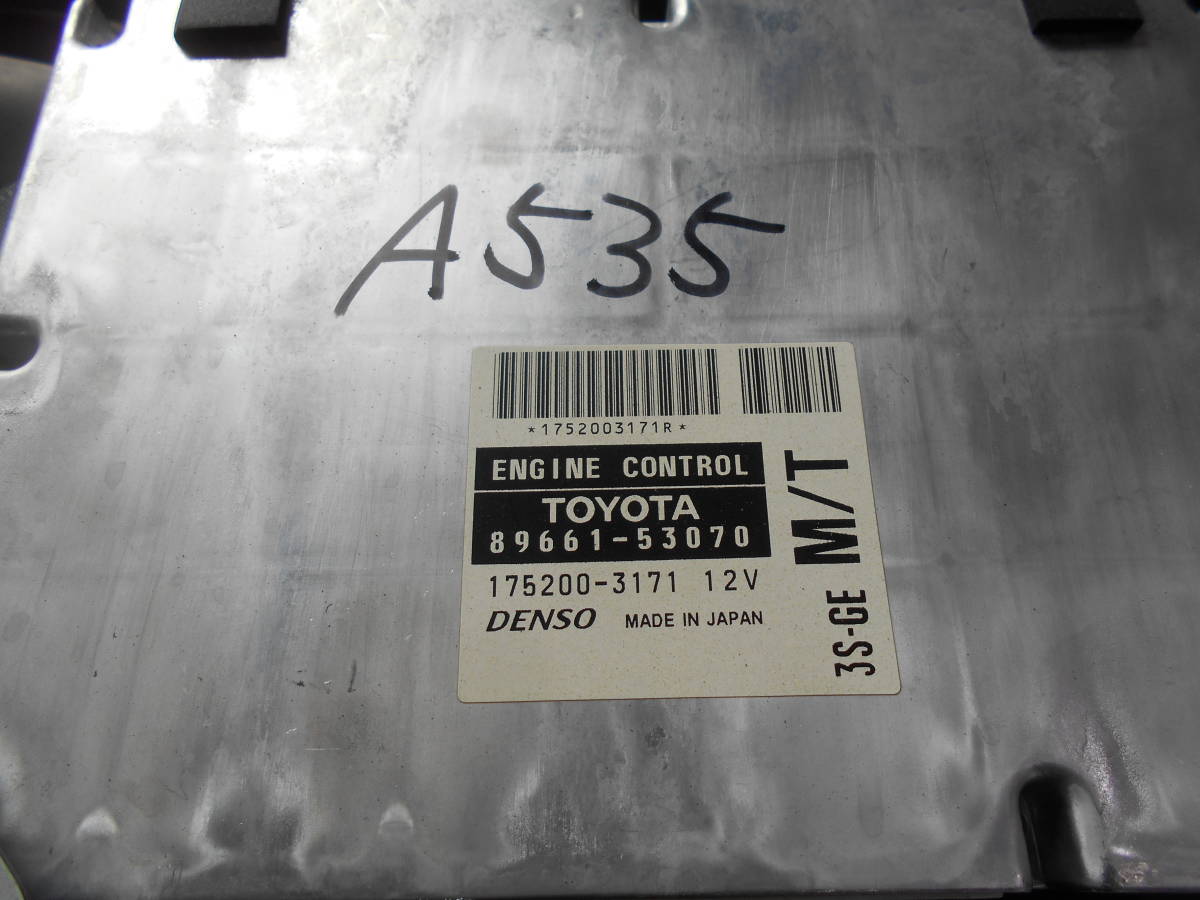 A535
*1752003171R*
ENGINE CONTROL
TOYOTA
89661-53070
175200-3171 12V
DENSO MADE IN JAPAN
3S-GE M/T